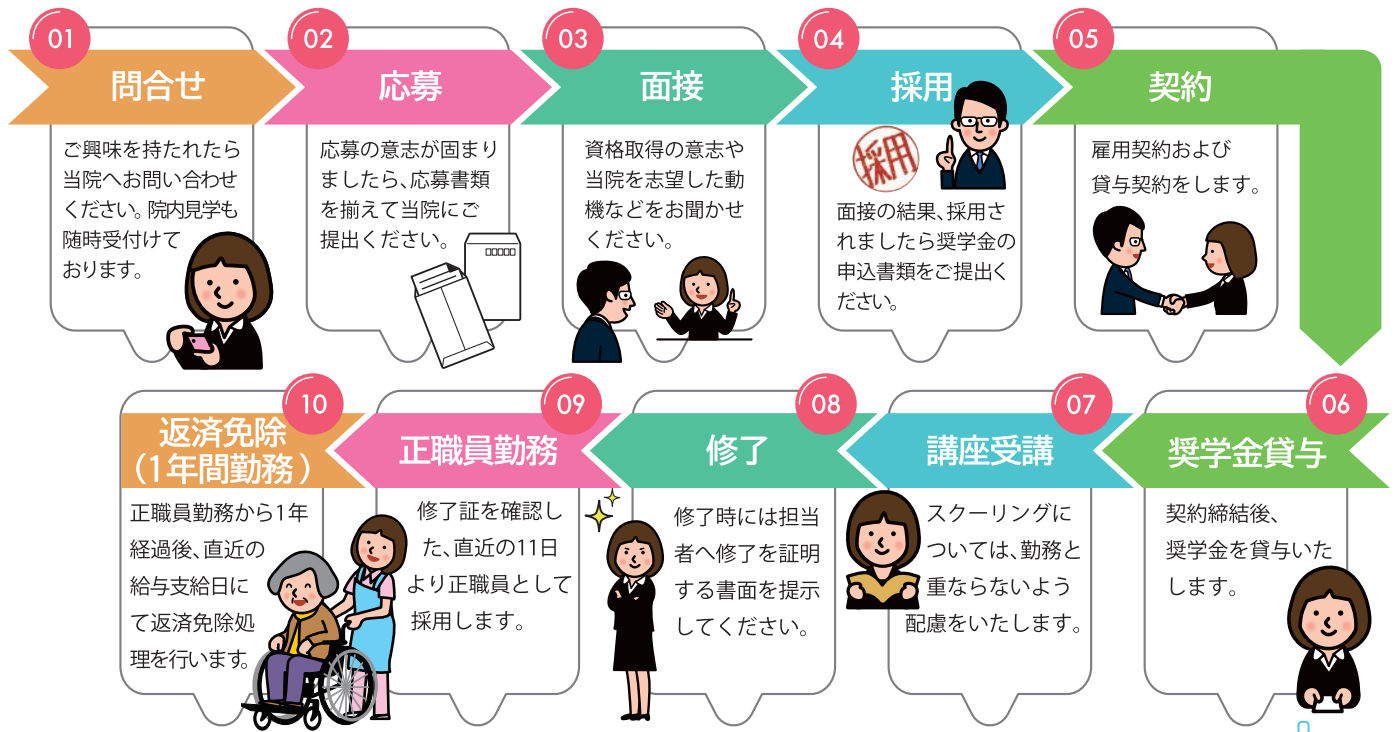 01
問合せ
ご興味を持たれたら
当院へお問い合わせ
ください。院内見学も
随時受付けて
おります。
02
応募
応募の意志が固まり
ましたら、応募書類
を揃えて当院にご
提出ください。
03
面接
資格取得の意志や
当院を志望した動
機などをお聞かせ
ください。
04
採用
採用
面接の結果、採用さ
れましたら奨学金の
申込書類をご提出く
ださい。
05
契約
雇用契約および
貸与契約をします。
06
奨学金貸与
契約締結後、
奨学金を貸与いた
します。
07
講座受講
スクーリングに
ついては、勤務と
重ならないよう
配慮をいたします。
08
修了
修了時には担当
者へ修了を証明
する書面を提示
してください。
09
正職員勤務
修了証を確認し
た、直近の11日
より正職員として
採用します。
10
返済免除
（1年間勤務）
正職員勤務から1年
経過後、直近の
給与支給日に
て返済免除処
理を行います。